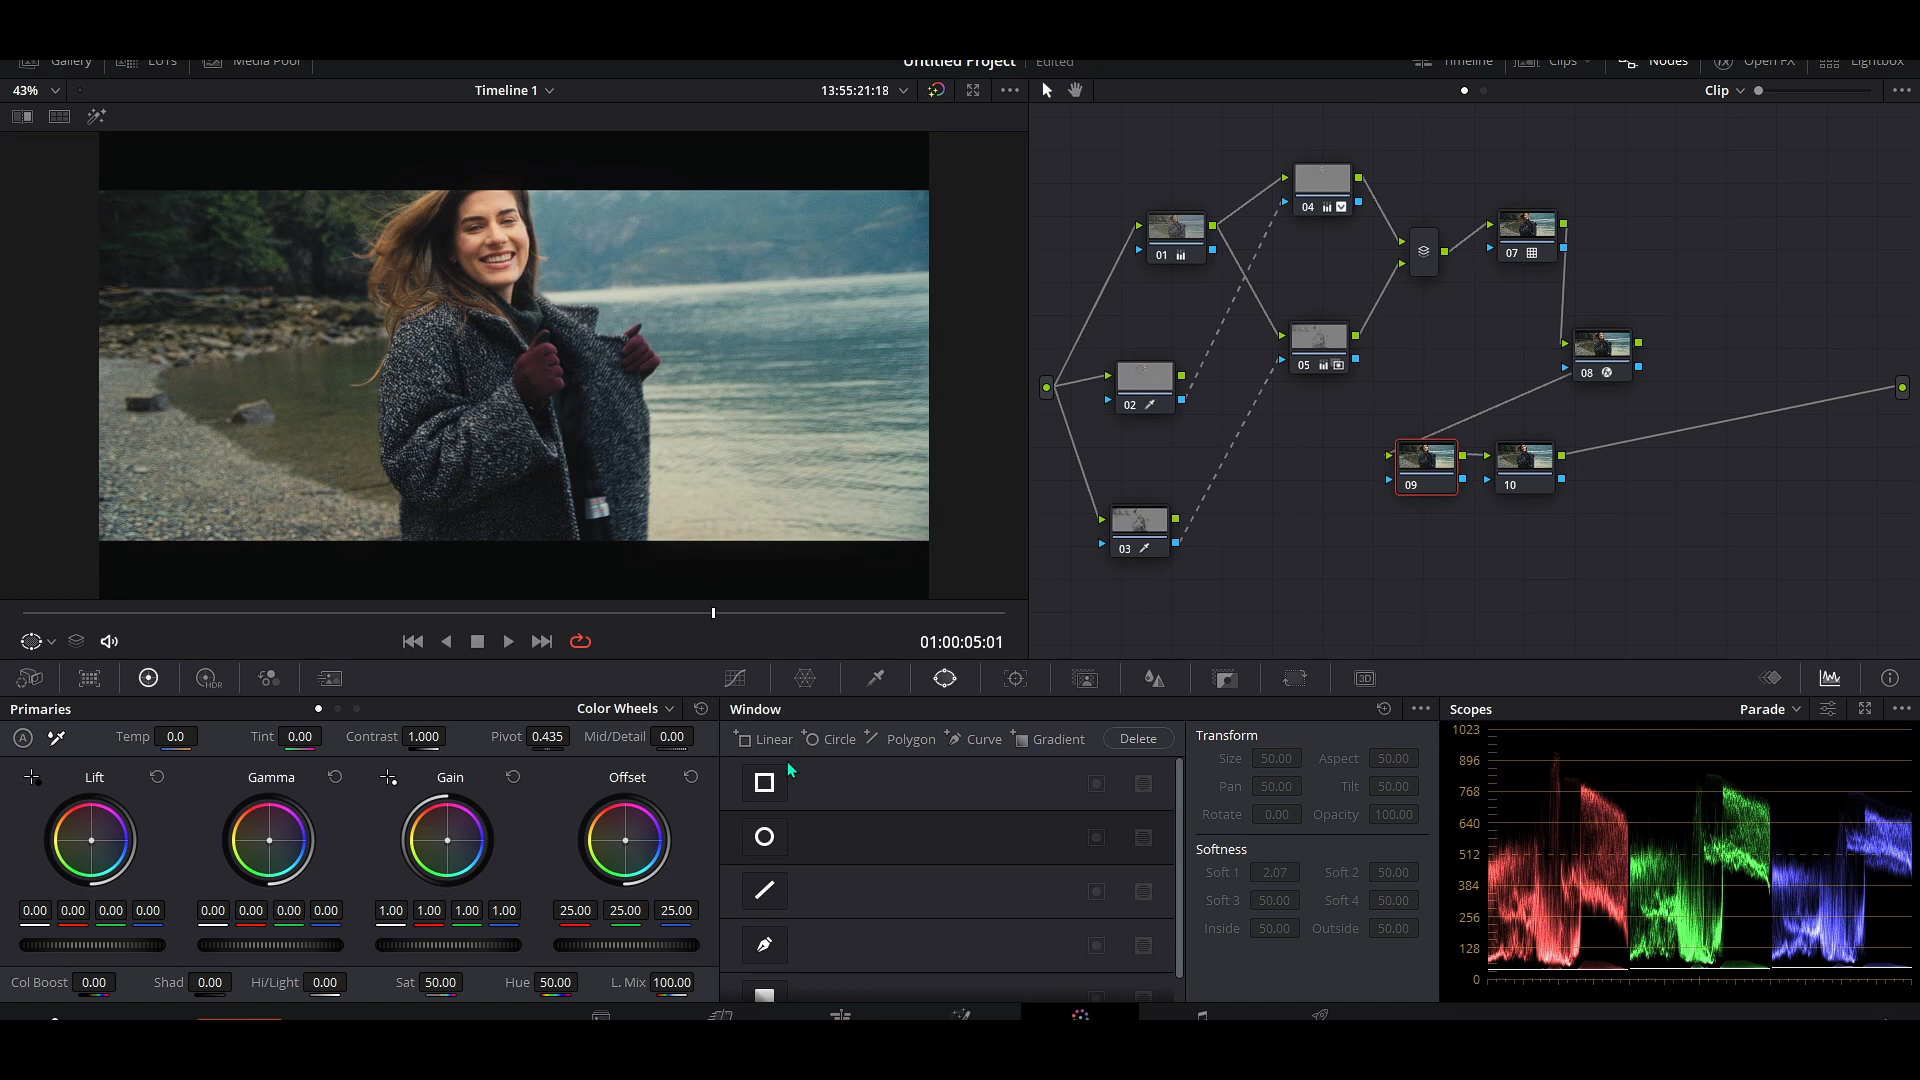 Gallery LUTs Media Pool Untitled Project Edited Timeline Clips Nodes Open FX Lightbox
43% Timeline 1 13:55:21:18 Clip
04
01 07
05 08
02
09 10
03
01:00:05:01
HDR 3D
Primaries Color Wheels Window Scopes Parade
A Temp 0.0 Tint 0.00 Contrast 1.000 Pivot 0.435 Mid/Detail 0.00
Linear Circle Polygon Curve Gradient Delete
Lift Gamma Gain Offset
0.00 0.00 0.00 0.00 0.00 0.00 0.00 0.00 1.00 1.00 1.00 1.00 25.00 25.00 25.00
Col Boost 0.00 Shad 0.00 Hi/Light 0.00 Sat 50.00 Hue 50.00 L. Mix 100.00
Transform
Size 50.00 Aspect 50.00
Pan 50.00 Tilt 50.00
Rotate 0.00 Opacity 100.00
Softness
Soft 1 2.07 Soft 2 50.00
Soft 3 50.00 Soft 4 50.00
Inside 50.00 Outside 50.00
1023
896
768
640
512
384
256
128
0